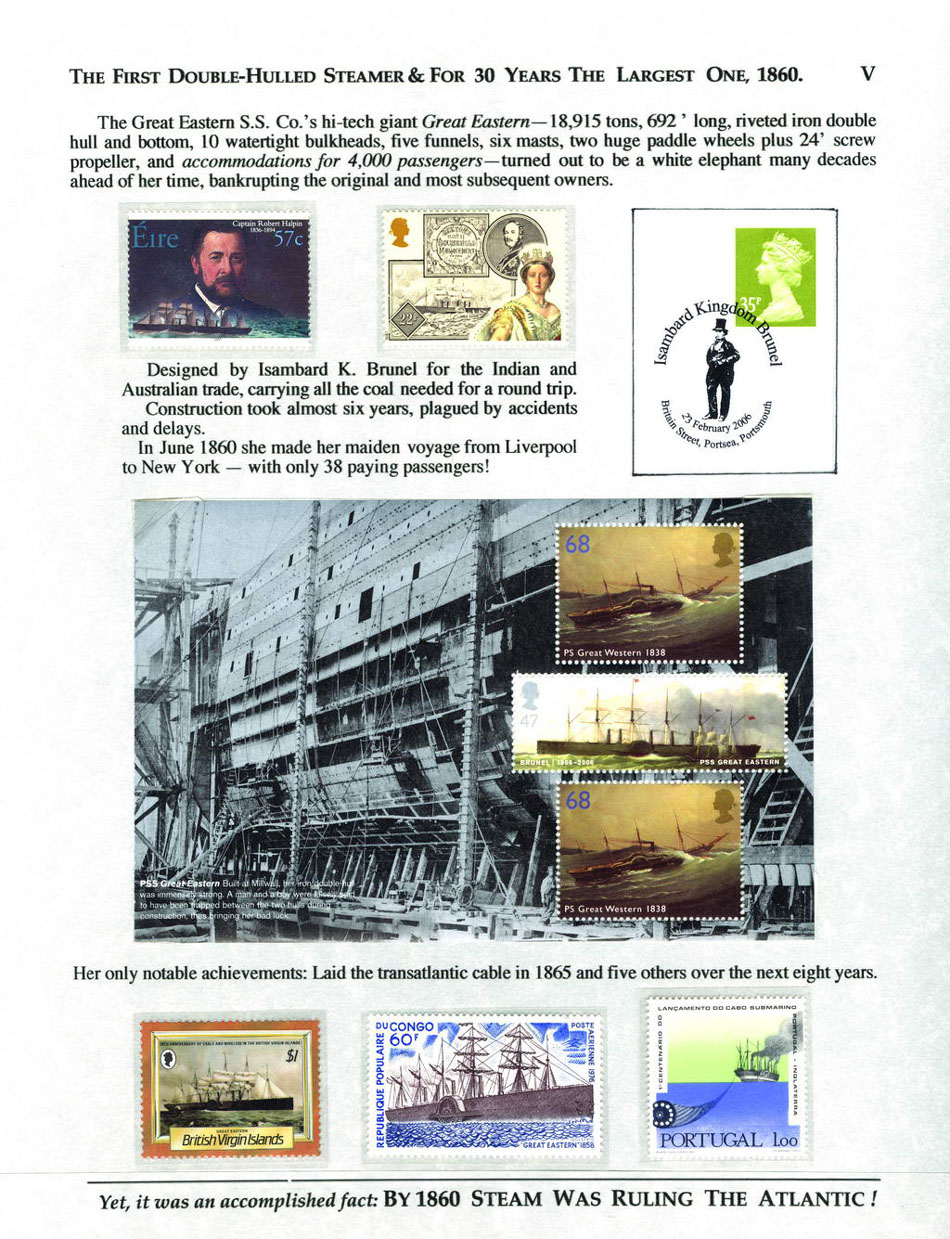 THE FIRST DOUBLE-HULLED STEAMER & FOR 30 YEARS THE LARGEST ONE, 1860. V
The Great Eastern S.S. Co.'s hi-tech giant Great Eastern—18,915 tons, 692 ' long, riveted iron double
hull and bottom, 10 watertight bulkheads, five funnels, six masts, two huge paddle wheels plus 24' screw
propeller, and accommodations for 4,000 passengers—turned out to be a white elephant many decades
ahead of her time, bankrupting the original and most subsequent owners.
Captain Robert Halpin
1836-1894
Éire 57c
22P
35P
Isambard Kingdom Brunel
23 February 2006
Britain Street, Portsea, Portsmouth
Designed by Isambard K. Brunel for the Indian and
Australian trade, carrying all the coal needed for a round trip.
Construction took almost six years, plagued by accidents
and delays.
In June 1860 she made her maiden voyage from Liverpool
to New York — with only 38 paying passengers!
68
PS Great Western 1838
47
BRUNEL | 1806-2006 PSS GREAT EASTERN
68
PS Great Western 1838
PSS Great Eastern Built at Millwall, her iron double hull
was immensely strong. A man and a boy were
to have been trapped between the two hulls during
construction, thus bringing her bad luck
Her only notable achievements: Laid the transatlantic cable in 1865 and five others over the next eight years.
ANNIVERSARY OF CABLE AND WIRELESS IN THE BRITISH VIRGIN ISLANDS
$1
GREAT EASTERN
British Virgin Islands
REPUBLIQUE POPULAIRE
DU CONGO
60F
POSTE
AERIENNE 1976
GREAT EASTERN 1858
1º CENTENÁRIO DO
LANÇAMENTO DO CABO SUBMARINO
PORTUGAL - INGLATERRA
PORTUGAL 1.00
Yet, it was an accomplished fact: BY 1860 STEAM WAS RULING THE ATLANTIC !